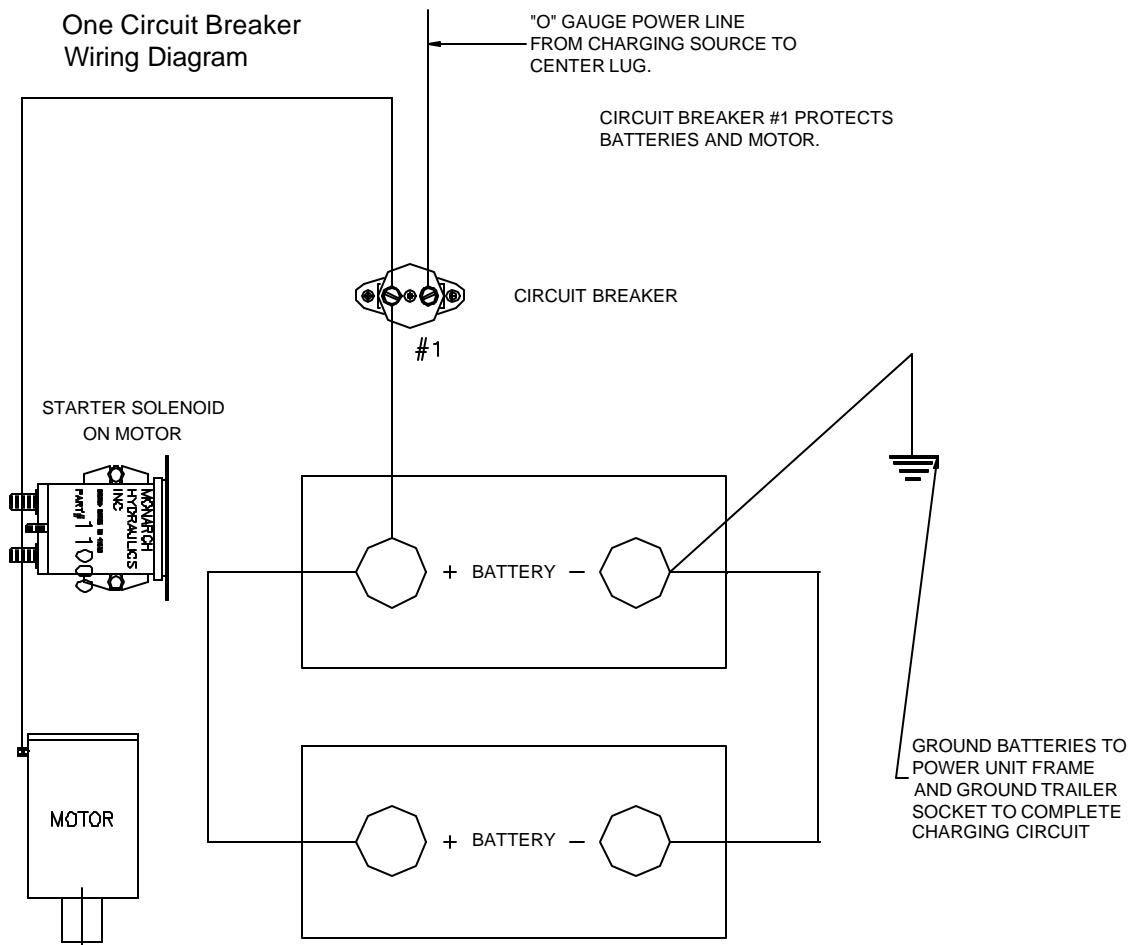 One Circuit Breaker
Wiring Diagram
"O" GAUGE POWER LINE
FROM CHARGING SOURCE TO
CENTER LUG.
CIRCUIT BREAKER #1 PROTECTS
BATTERIES AND MOTOR.
CIRCUIT BREAKER
#1
STARTER SOLENOID
ON MOTOR
MONARCH
HYDRAULICS
INC
PART#
+ BATTERY -
+ BATTERY -
MOTOR
GROUND BATTERIES TO
POWER UNIT FRAME
AND GROUND TRAILER
SOCKET TO COMPLETE
CHARGING CIRCUIT